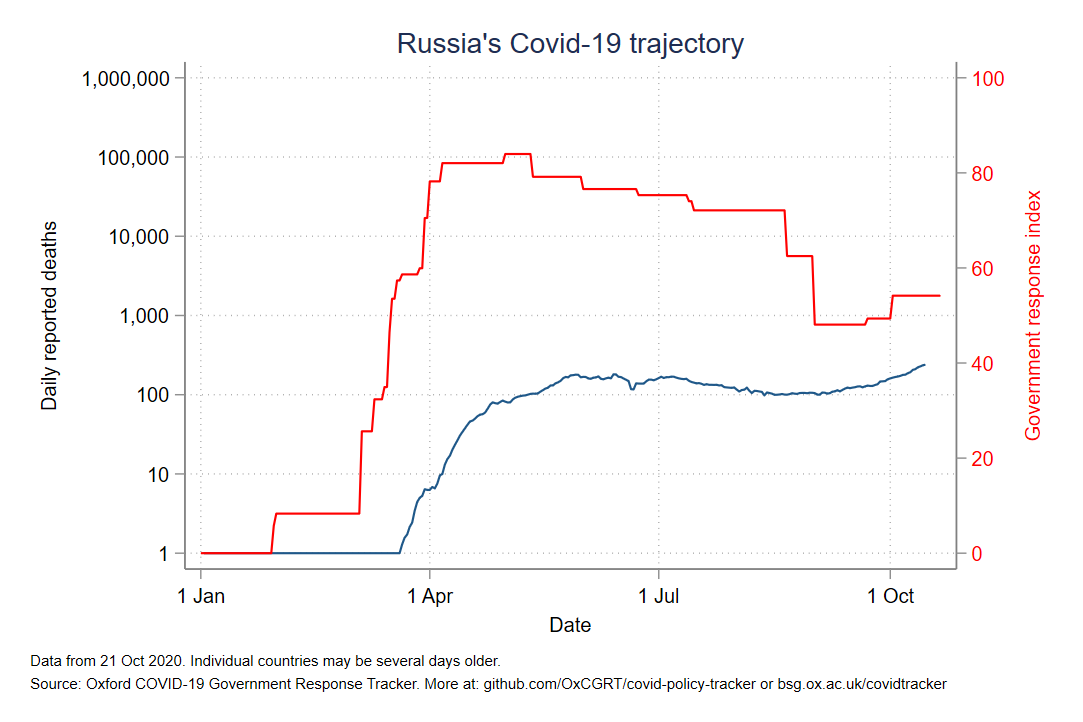 Russia's Covid-19 trajectory
1,000,000
100,000
10,000
1,000
100
10
1
Daily reported deaths
100
80
60
40
20
0
Government response index
1 Jan
1 Apr
1 Jul
1 Oct
Date
Data from 21 Oct 2020. Individual countries may be several days older.
Source: Oxford COVID-19 Government Response Tracker. More at: github.com/OxCGRT/covid-policy-tracker or bsg.ox.ac.uk/covidtracker